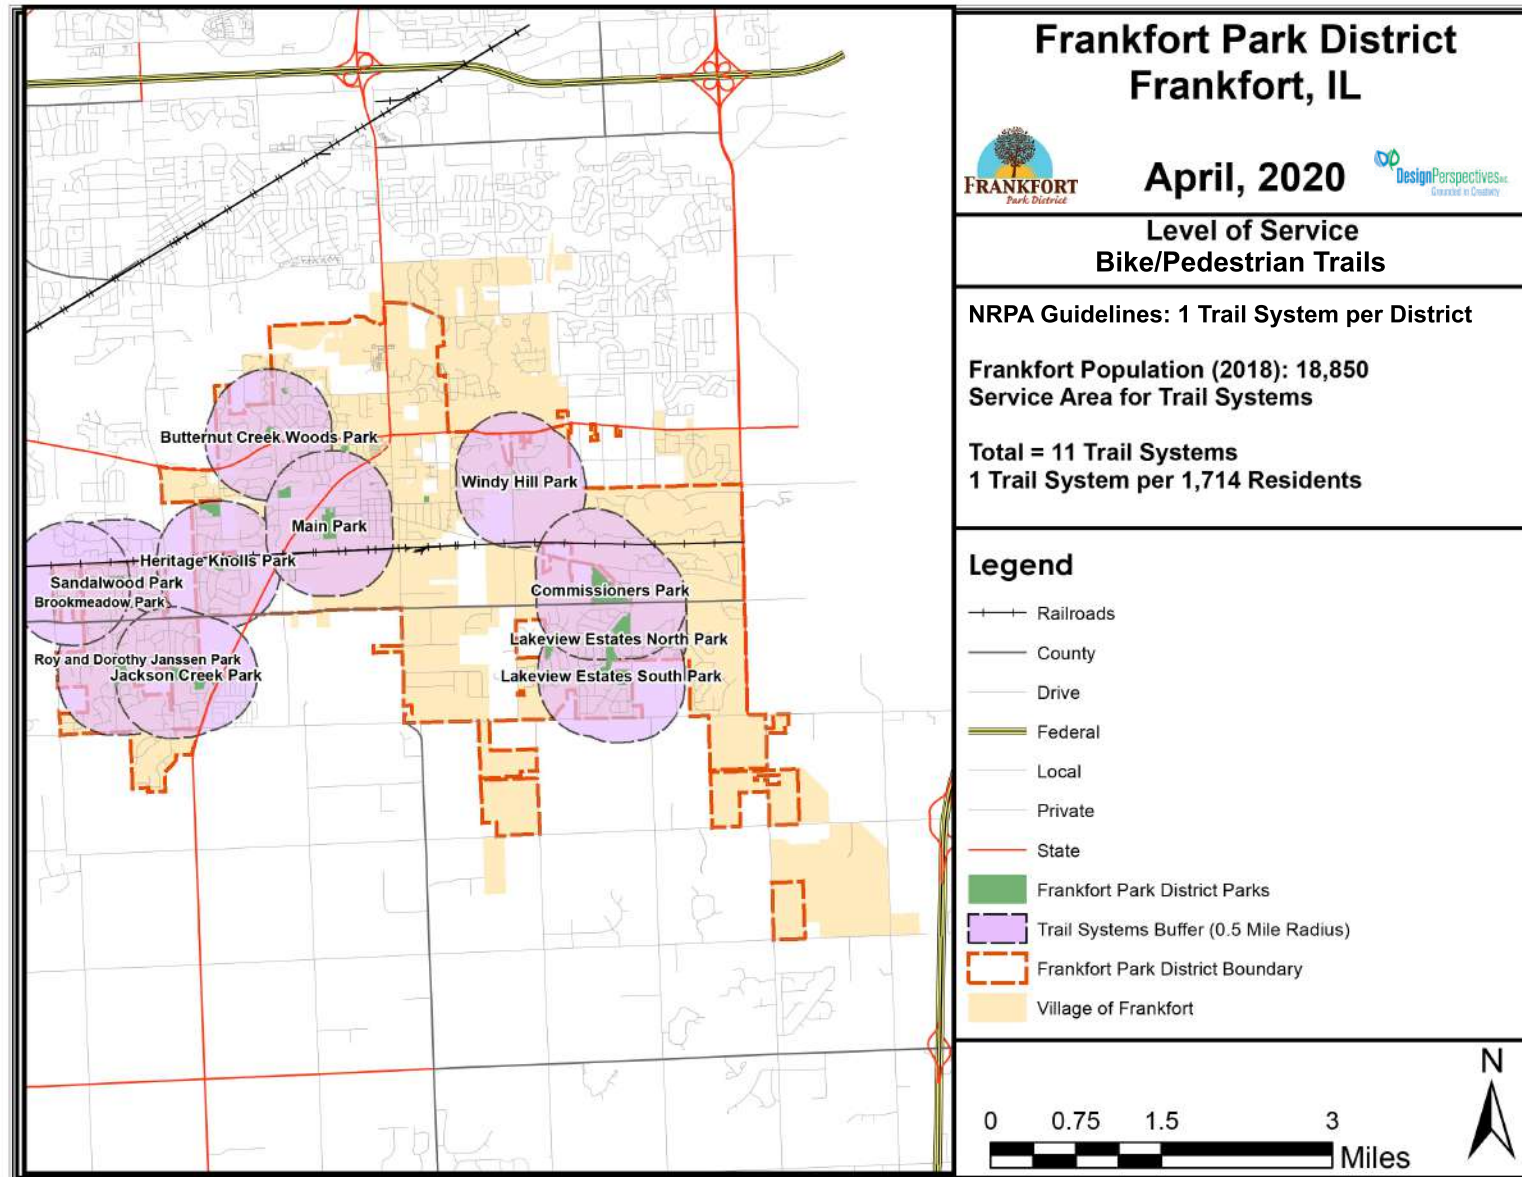 Frankfort Park District
Frankfort, IL
FRANKFORT
Park District
April, 2020
DesignPerspectives INC.
Grounded in Creativity
Level of Service
Bike/Pedestrian Trails
NRPA Guidelines: 1 Trail System per District
Frankfort Population (2018): 18,850
Service Area for Trail Systems
Total = 11 Trail Systems
1 Trail System per 1,714 Residents
Legend
Railroads
County
Drive
Federal
Local
Private
State
Frankfort Park District Parks
Trail Systems Buffer (0.5 Mile Radius)
Frankfort Park District Boundary
Village of Frankfort
N
0 0.75 1.5 3
Miles
Butternut Creek Woods Park
Windy Hill Park
Main Park
Heritage Knolls Park
Sandalwood Park
Brookmeadow Park
Commissioners Park
Lakeview Estates North Park
Roy and Dorothy Janssen Park
Jackson Creek Park
Lakeview Estates South Park